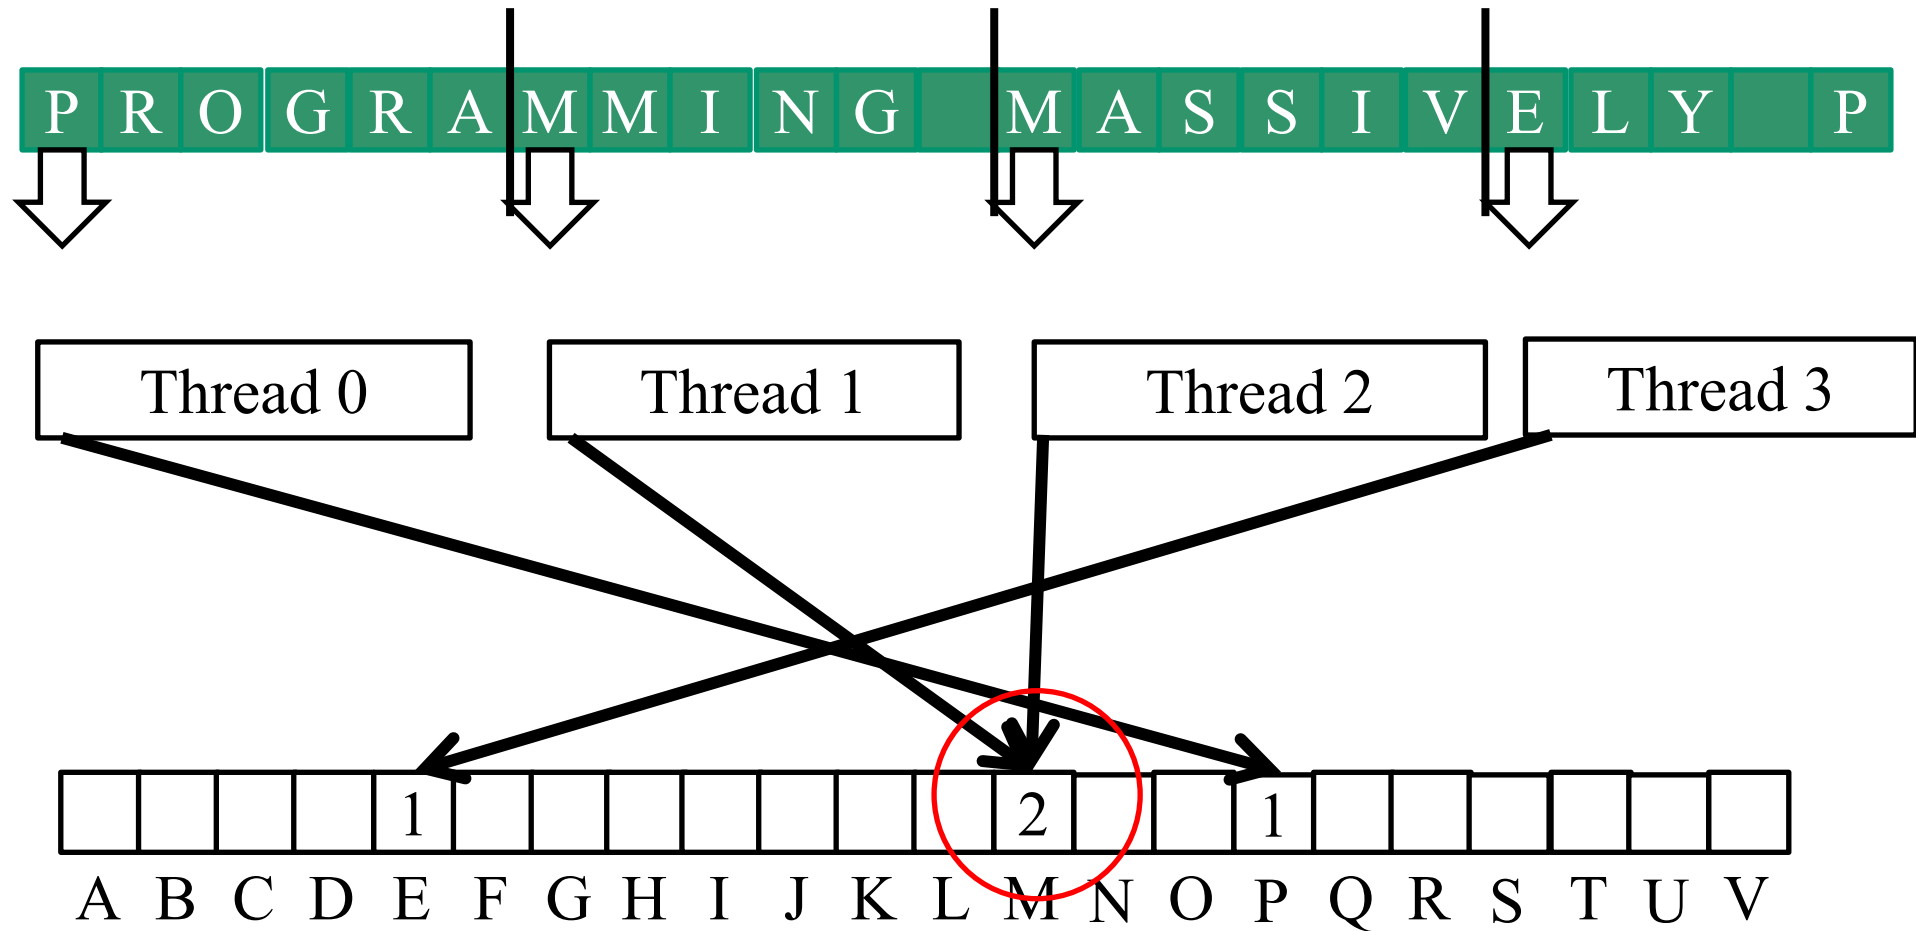 P R O G R A M M I N G M A S S I V E L Y P
Thread 0 Thread 1 Thread 2 Thread 3
1 2 1
A B C D E F G H I J K L M N O P Q R S T U V